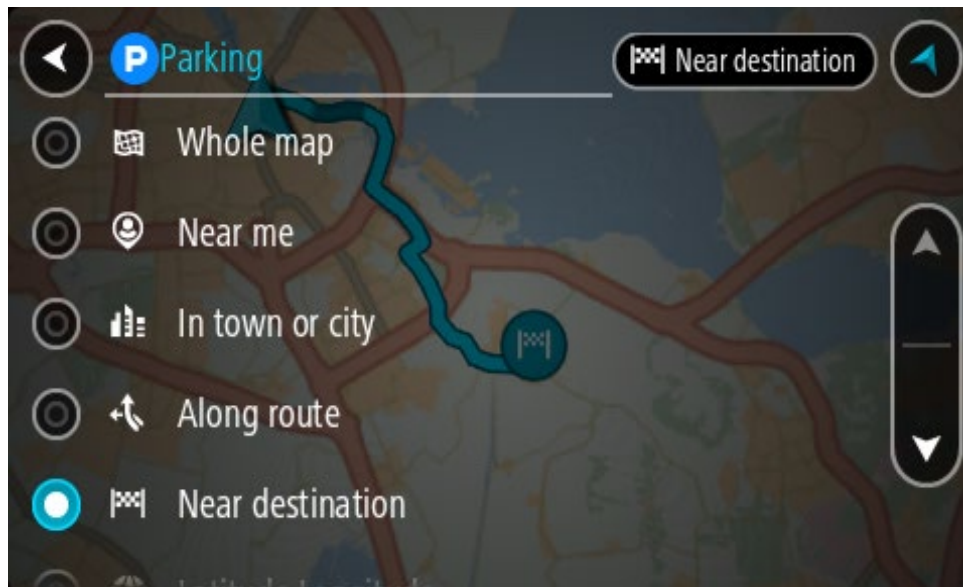 P Parking
Near destination
Whole map
Near me
In town or city
Along route
Near destination